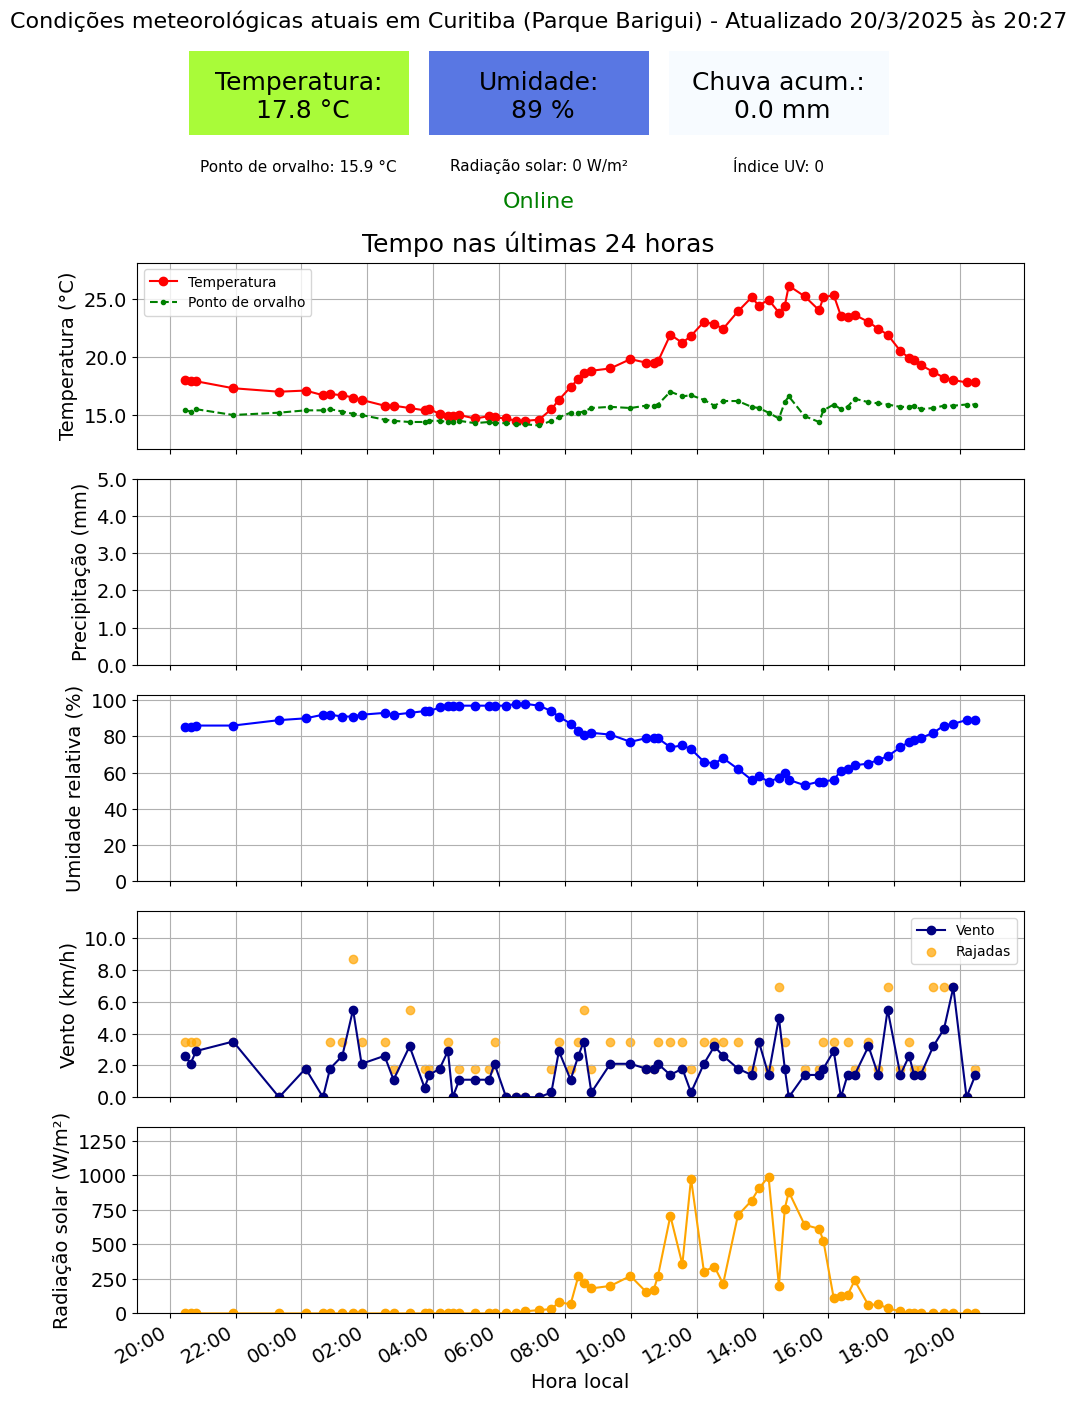 Condições meteorológicas atuais em Curitiba (Parque Barigui) - Atualizado 20/3/2025 às 20:27
Temperatura:
17.8 °C
Umidade:
89 %
Chuva acum.:
0.0 mm
Ponto de orvalho: 15.9 °C
Radiação solar: 0 W/m²
Índice UV: 0
Online
Tempo nas últimas 24 horas
Temperatura (°C)
25.0
20.0
15.0
Temperatura
Ponto de orvalho
Precipitação (mm)
5.0
4.0
3.0
2.0
1.0
0.0
Umidade relativa (%)
100
80
60
40
20
0
Vento (km/h)
10.0
8.0
6.0
4.0
2.0
0.0
Vento
Rajadas
Radiação solar (W/m²)
1250
1000
750
500
250
0
20:00 22:00 00:00 02:00 04:00 06:00 08:00 10:00 12:00 14:00 16:00 18:00 20:00
Hora local